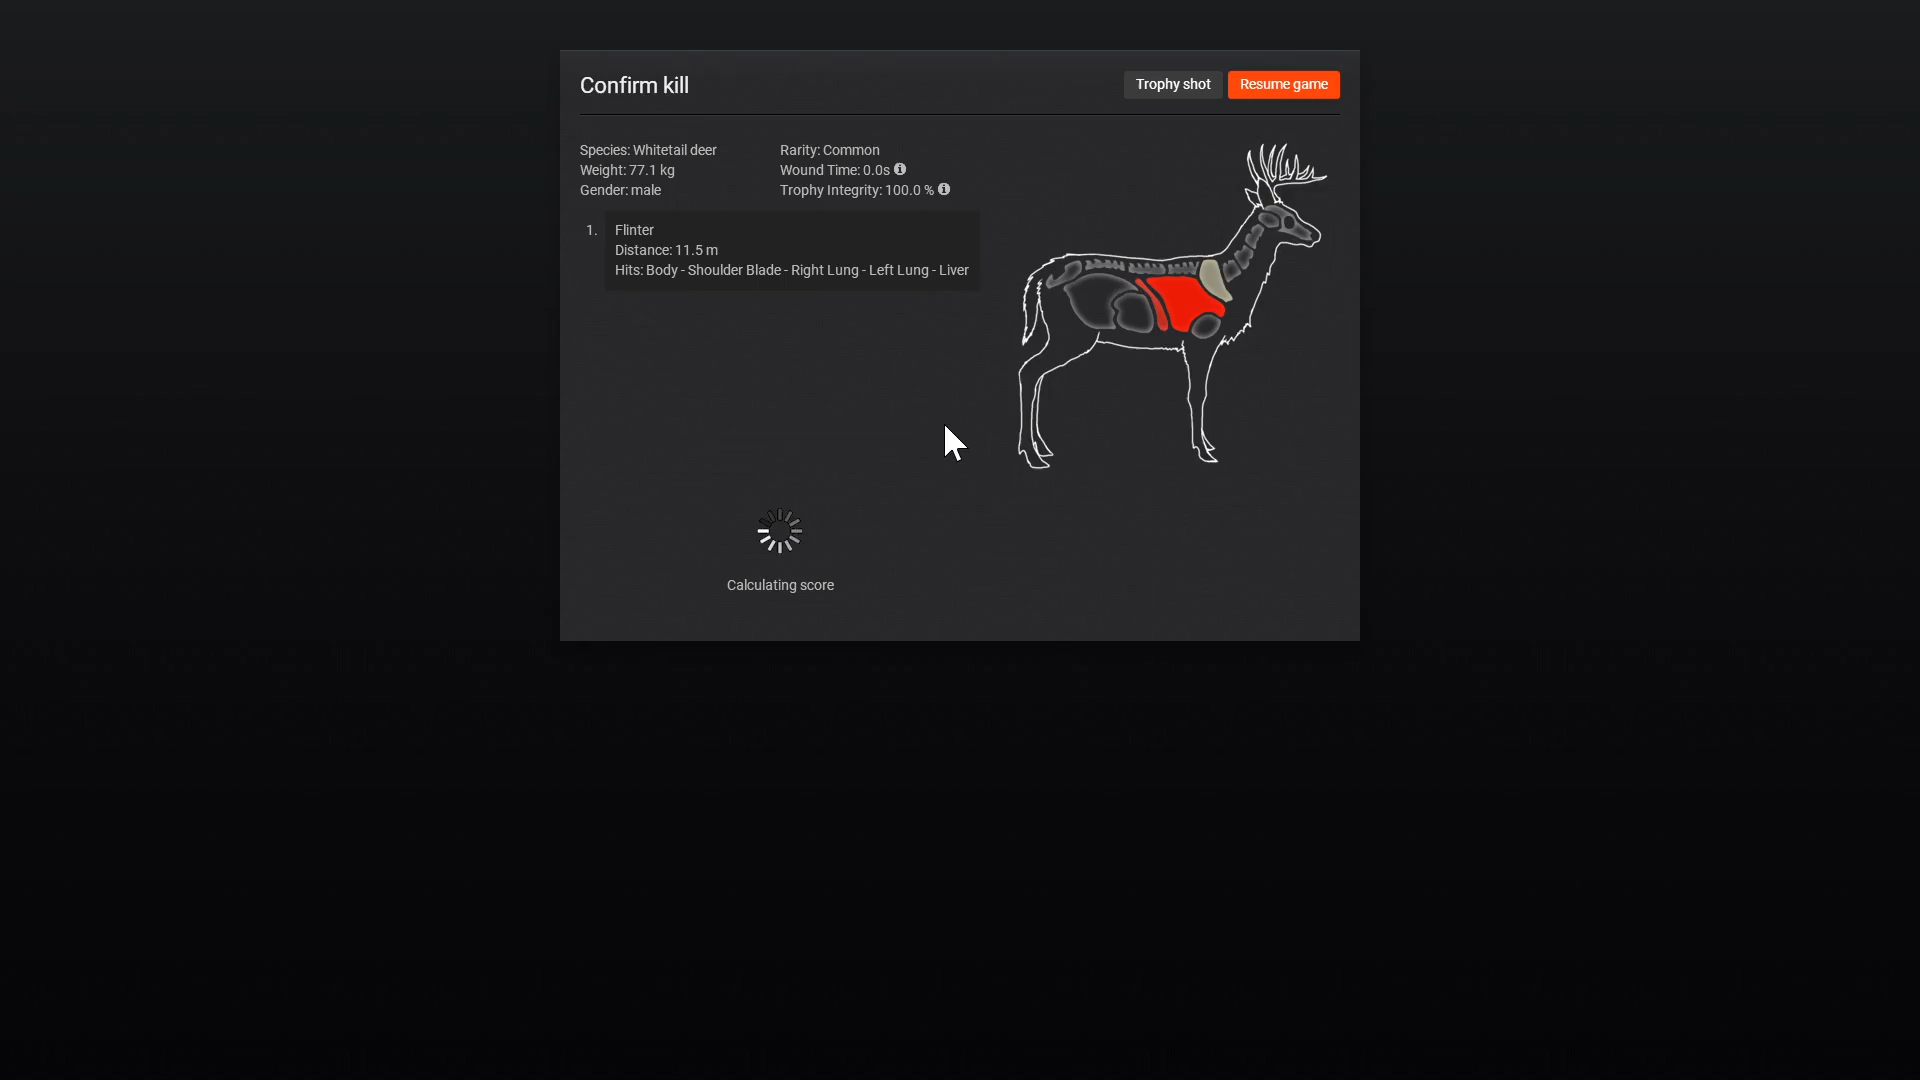 Confirm kill
Trophy shot
Resume game
Species: Whitetail deer
Weight: 77.1 kg
Gender: male
Rarity: Common
Wound Time: 0.0s
Trophy Integrity: 100.0 %
1.
Flinter
Distance: 11.5 m
Hits: Body - Shoulder Blade - Right Lung - Left Lung - Liver
Calculating score